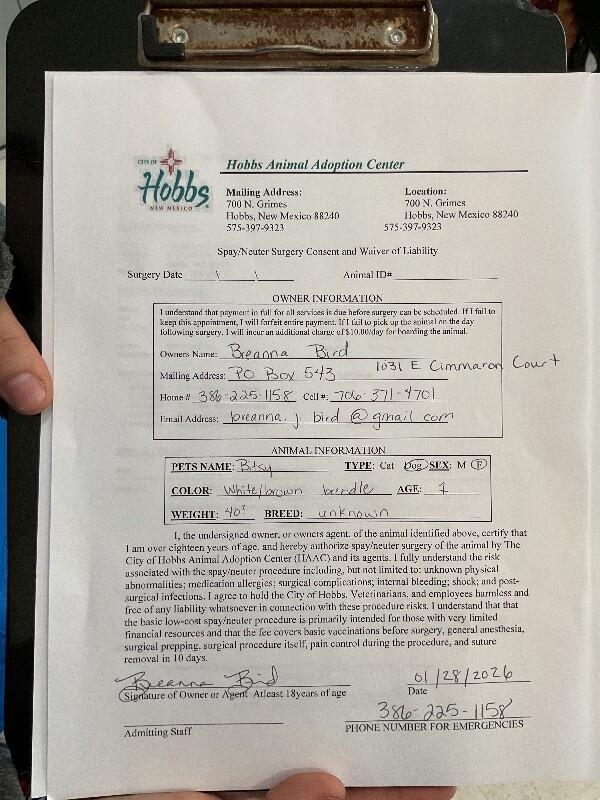 CITY OF
Hobbs
NEW MEXICO
Hobbs Animal Adoption Center
Mailing Address: Location:
700 N. Grimes 700 N. Grimes
Hobbs, New Mexico 88240 Hobbs, New Mexico 88240
575-397-9323 575-397-9323
Spay/Neuter Surgery Consent and Waiver of Liability
Surgery Date \ \ Animal ID#
OWNER INFORMATION
I understand that payment in full for all services is due before surgery can be scheduled. If I fail to
keep this appointment, I will farfeit entire payment. If I fail to pick up the animal on the day
following surgery, I will incur an additional charge of $10.00/day for boarding the animal.
Owners Name: Breanna Bird
Mailing Address: PO Box 543 1031 E Cimmaron Court
Home # 386-225-1158 Cell #: 706-371-4701
Email Address: breanna.j.bird@gmail.com
ANIMAL INFORMATION
PETS NAME: Bitsy TYPE: Cat Dog SEX: M F
COLOR: White/brown brendle AGE: 1
WEIGHT: 40? BREED: unknown
I, the undersigned owner, or owners agent, of the animal identified above, certify that
I am over eighteen years of age, and hereby authorize spay/neuter surgery of the animal by The
City of Hobbs Animal Adoption Center (HAAC) and its agents. I fully understand the risk
associated with the spay/neuter procedure including, but not limited to: unknown physical
abnormalities; medication allergies; surgical complications; internal bleeding; shock; and post-
surgical infections. I agree to hold the City of Hobbs, Veterinarians, and employees harmless and
free of any liability whatsoever in connection with these procedure risks. I understand that that
the basic low-cost spay/neuter procedure is primarily intended for those with very limited
financial resources and that the fee covers basic vaccinations before surgery, general anesthesia,
surgical prepping, surgical procedure itself, pain control during the procedure, and suture
removal in 10 days.
Breanna Bird 01/28/2026
Signature of Owner or Agent Atleast 18years of age Date
386-225-1158
Admitting Staff PHONE NUMBER FOR EMERGENCIES